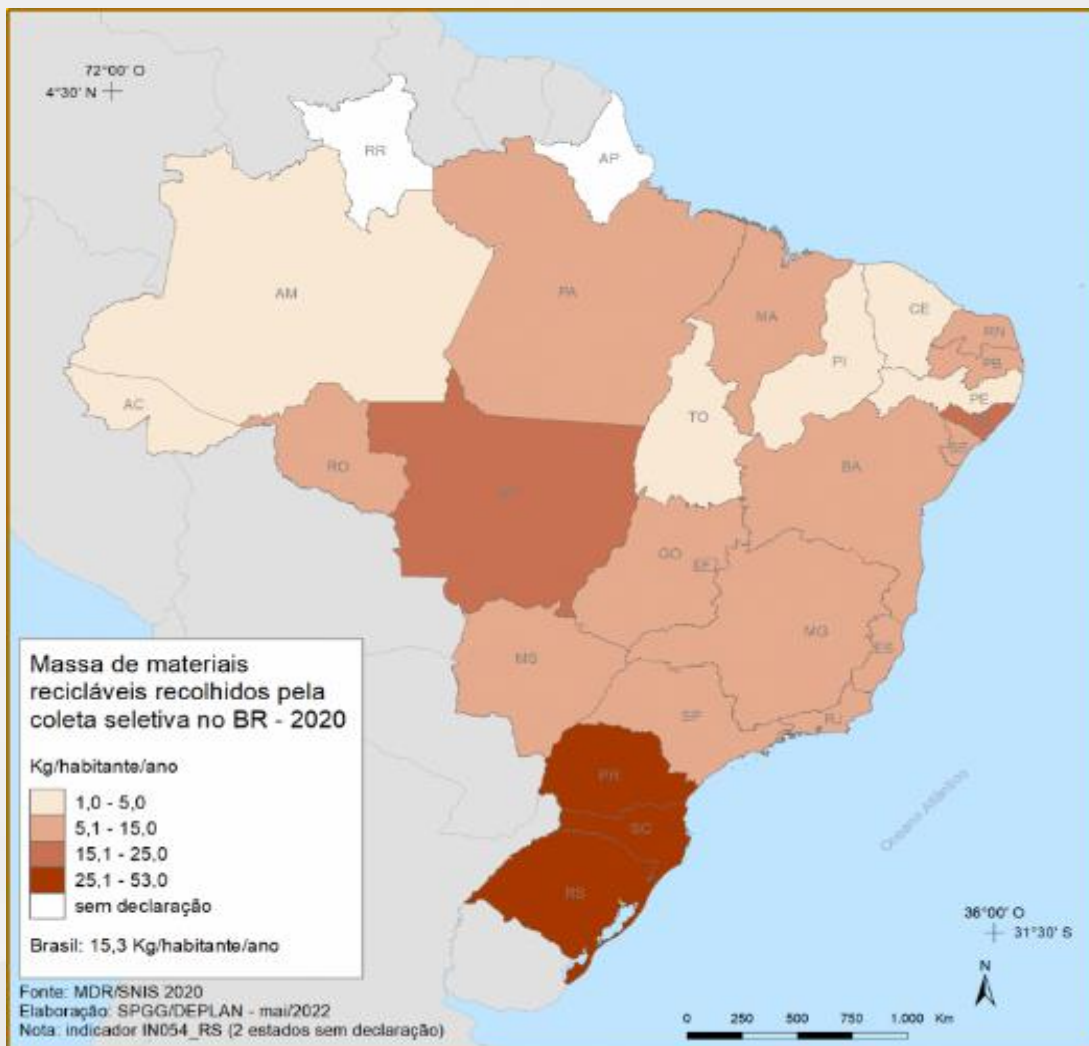 72°00' O
4°30' N
RR
AP
AM
PA
MA
CE
RN
PB
PI
PE
AC
TO
RO
MT
BA
SE
GO
DF
MG
ES
MS
SP
RJ
PR
SC
RS
Oceano Atlântico
Massa de materiais
recicláveis recolhidos pela
coleta seletiva no BR - 2020
Kg/habitante/ano
1,0 - 5,0
5,1 - 15,0
15,1 - 25,0
25,1 - 53,0
sem declaração
Brasil: 15,3 Kg/habitante/ano
36°00' O
31°30' S
N
Fonte: MDR/SNIS 2020
Elaboração: SPGG/DEPLAN - mai/2022
Nota: indicador IN054_RS (2 estados sem declaração)
0 250 500 750 1.000 Km